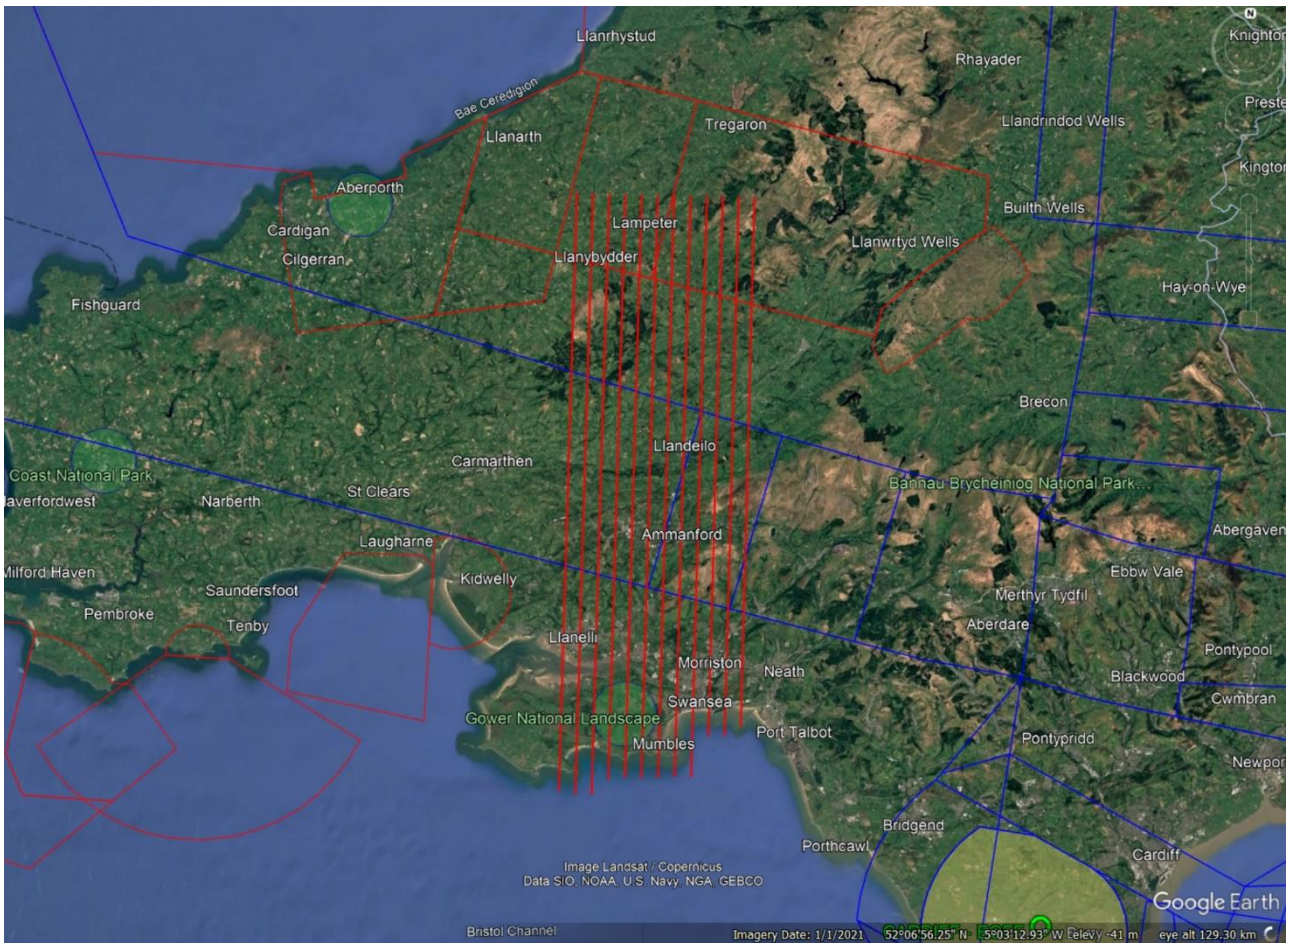 N
Llanrhystud
Knighton
Rhayader
Bae Ceredigion
Preste
Llandrindod Wells
Tregaron
Llanarth
Kington
Aberporth
Builth Wells
Cardigan
Lampeter
Llanwrtyd Wells
Cilgerran
Llanybydder
Hay-on-Wye
Fishguard
Brecon
Llandeilo
Carmarthen
Coast National Park
Bannau Brycheiniog National Park...
St Clears
Narberth
laverfordwest
Abergaven
Ammanford
Laugharne
Milford Haven
Kidwelly
Ebbw Vale
Saundersfoot
Merthyr Tydfil
Pembroke
Tenby
Aberdare
Llanelli
Pontypool
Morriston
Neath
Blackwood
Swansea
Cwmbran
Gower National Landscape
Port Talbot
Mumbles
Pontypridd
Newpor
Bridgend
Porthcawl
Cardiff
Image Landsat / Copernicus
Data SIO, NOAA, U.S. Navy, NGA, GEBCO
Google Earth
Bristol Channel
Imagery Date: 1/1/2021 52°06'56.25" N 5°03'12.93" W elev -41 m eye alt 129.30 km